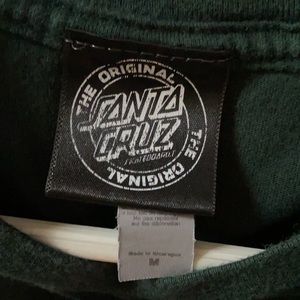 THE ORIGINAL
SANTA
CRUZ
SKATEBOARDS
THE ORIGINAL
Made in Nicaragua
M